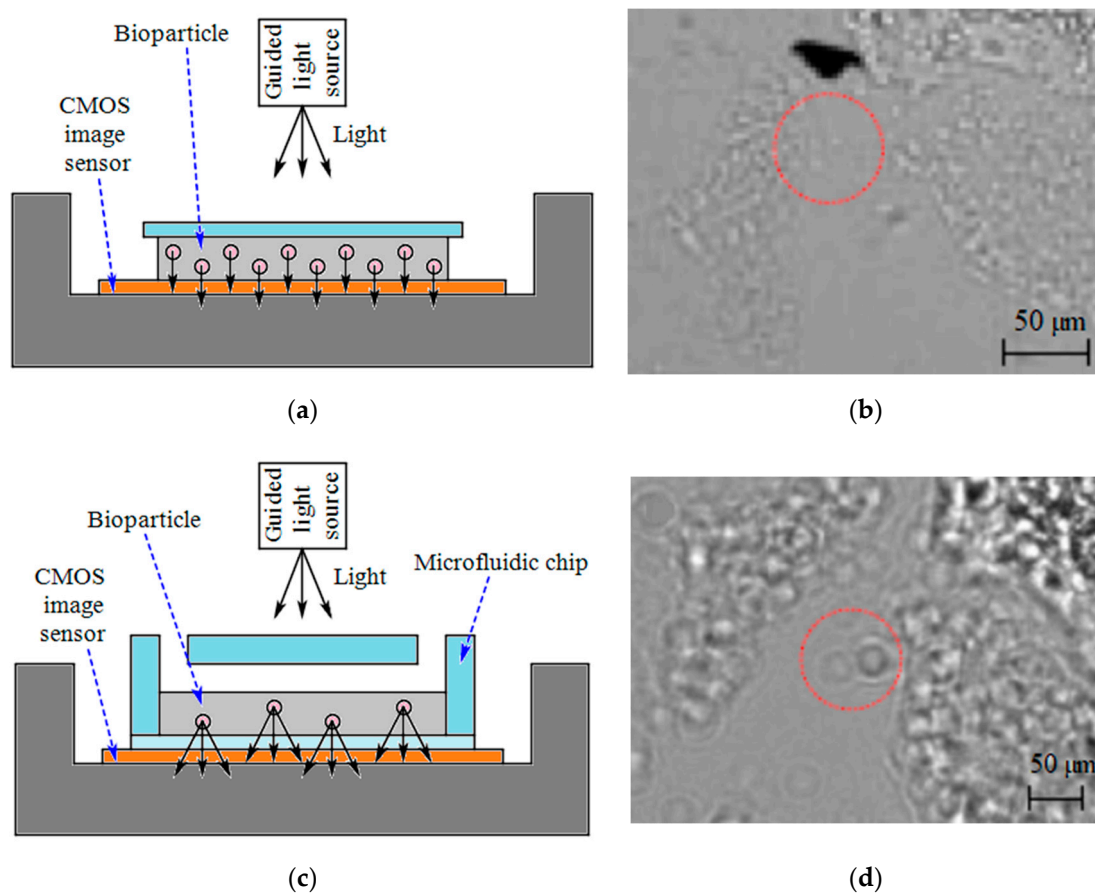 Bioparticle
CMOS
image
sensor
Guided
light
source
Light
50 μm
(a)
(b)
Bioparticle
CMOS
image
sensor
Guided
light
source
Light
Microfluidic chip
50 μm
(c)
(d)